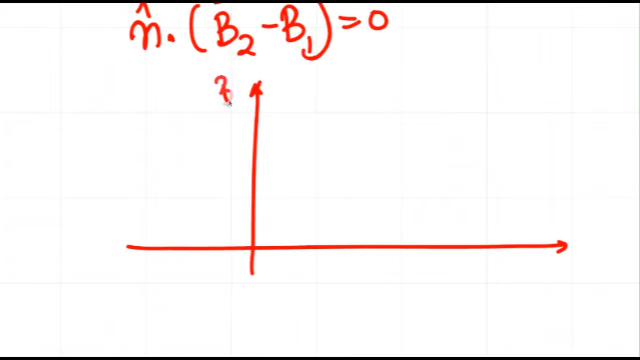 n̂·(B₂ − B₁) = 0
z